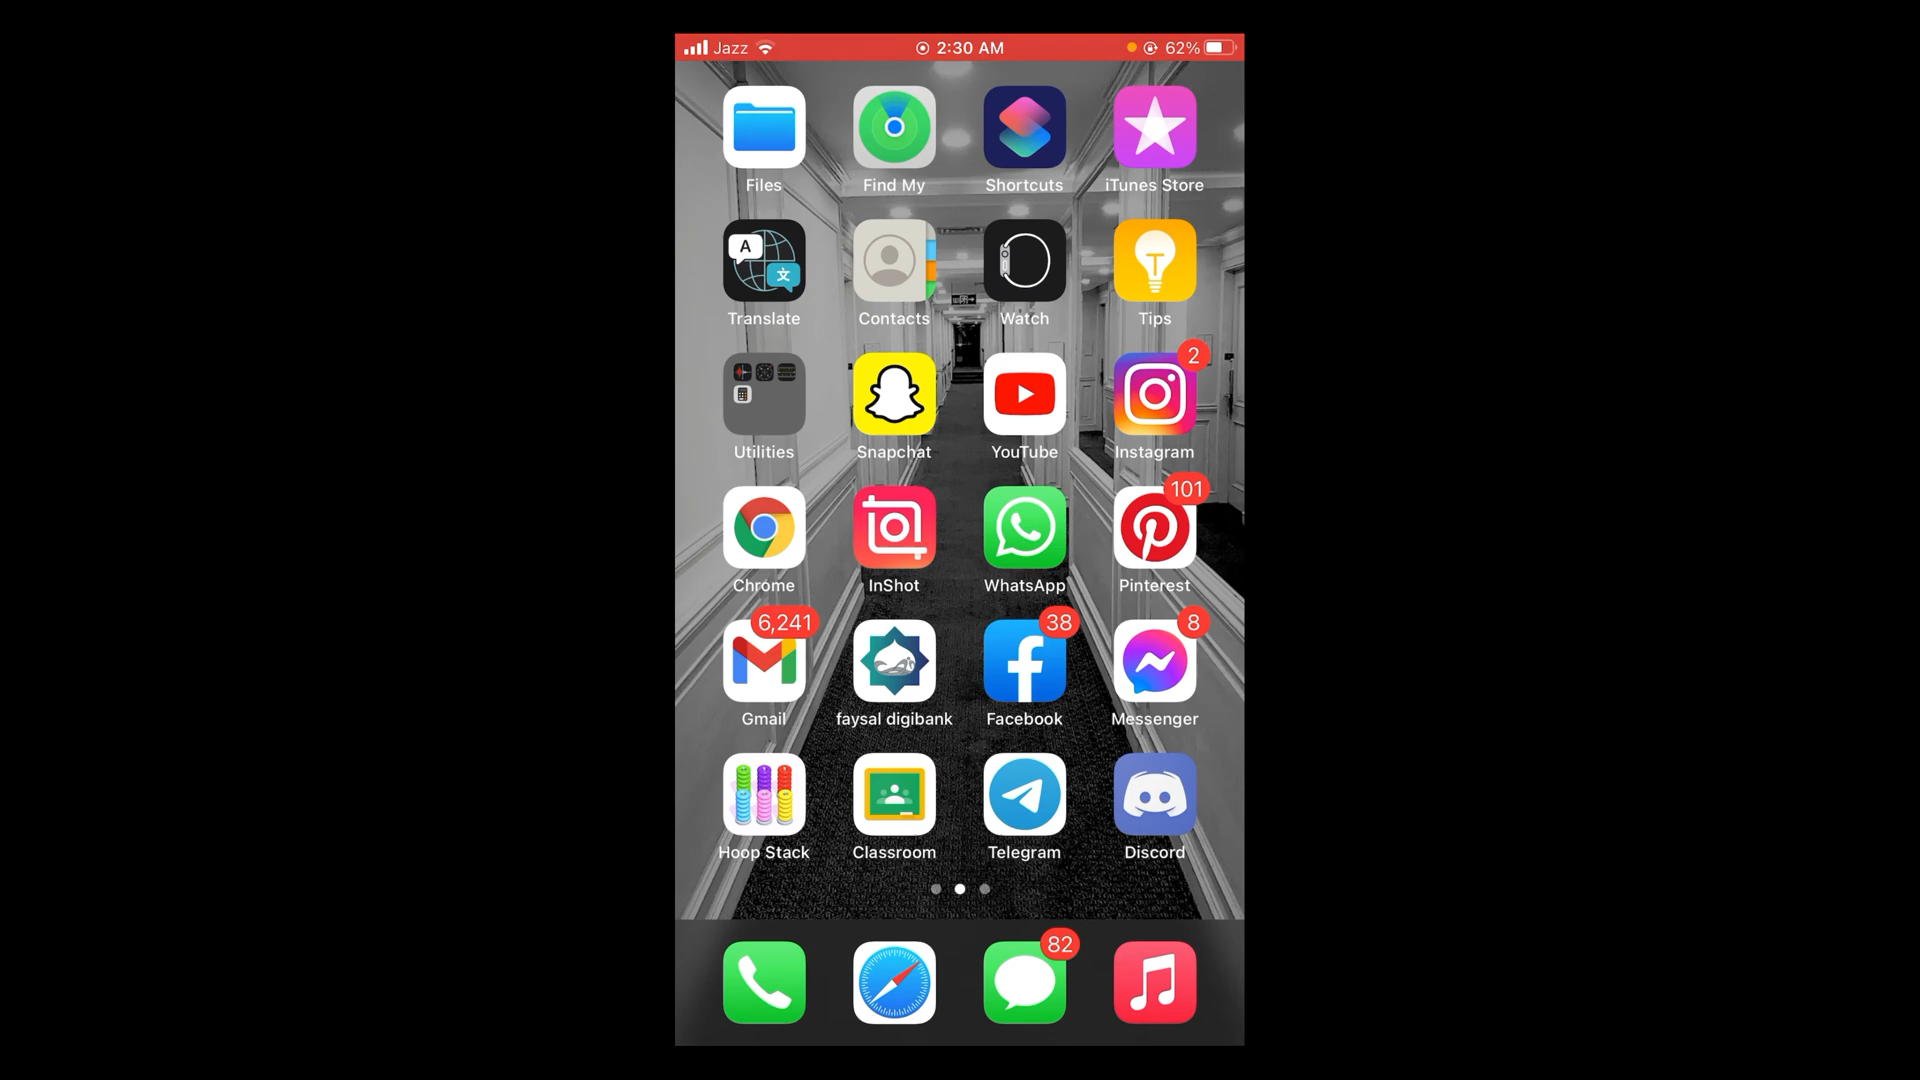 Jazz 2:30 AM 62%
Files Find My Shortcuts iTunes Store
A 文
Translate Contacts Watch Tips
2
Utilities Snapchat YouTube Instagram
101
Chrome InShot WhatsApp Pinterest
6,241 38 8
Gmail faysal digibank Facebook Messenger
Hoop Stack Classroom Telegram Discord
82